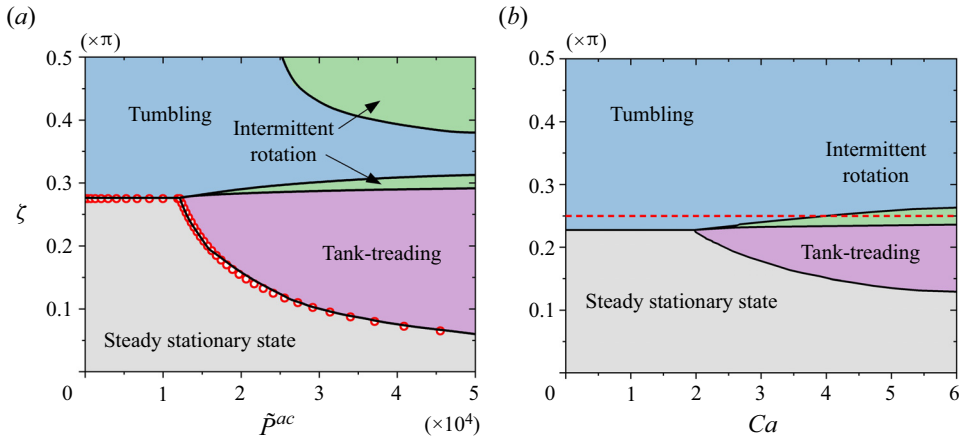 (a)
(×π)
0.5
0.4
0.3
0.2
0.1
0
ζ
Tumbling
Intermittent
rotation
Tank-treading
Steady stationary state
1
2
3
4
5
P̃ᵃᶜ
(×10⁴)
(b)
(×π)
0.5
0.4
0.3
0.2
0.1
0
Tumbling
Intermittent
rotation
Tank-treading
Steady stationary state
1
2
3
4
5
6
Ca